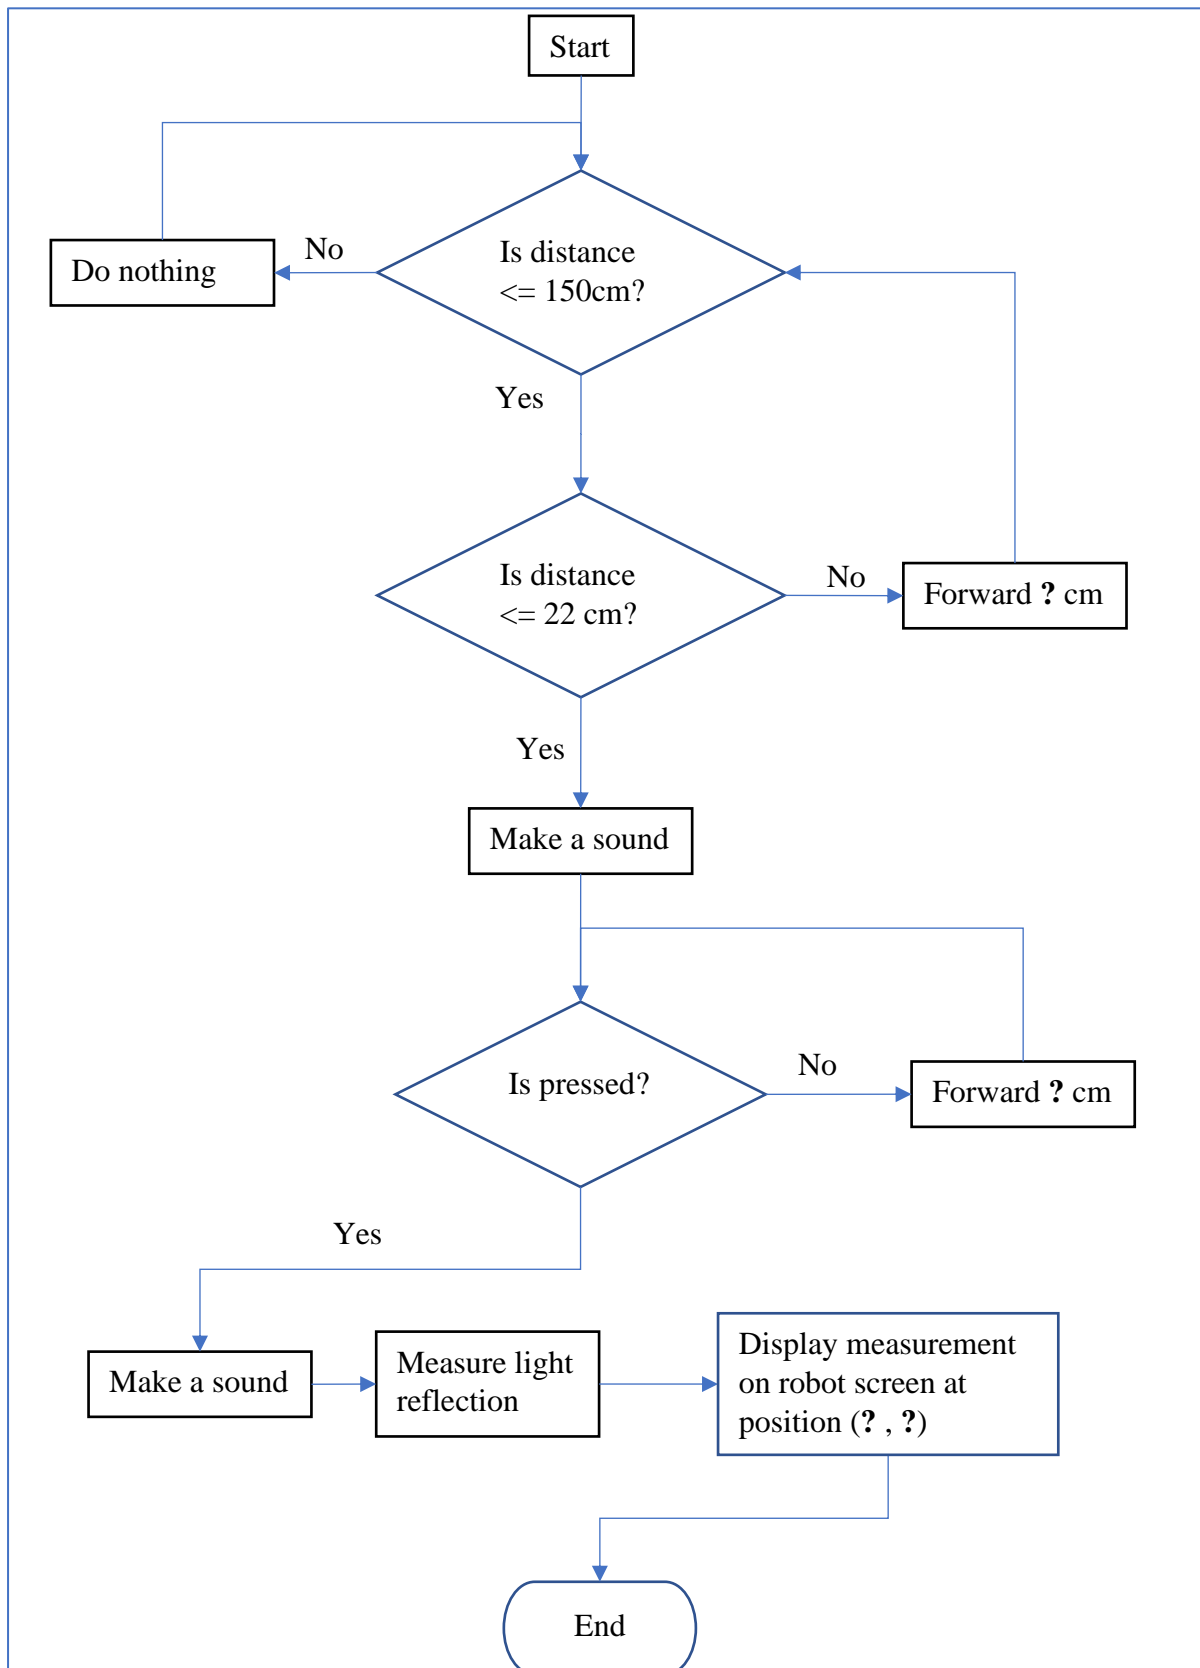 Start
No
Do nothing
Is distance
<= 150cm?
Yes
Is distance
<= 22 cm?
No
Forward ? cm
Yes
Make a sound
Is pressed?
No
Forward ? cm
Yes
Make a sound
Measure light
reflection
Display measurement
on robot screen at
position (? , ?)
End